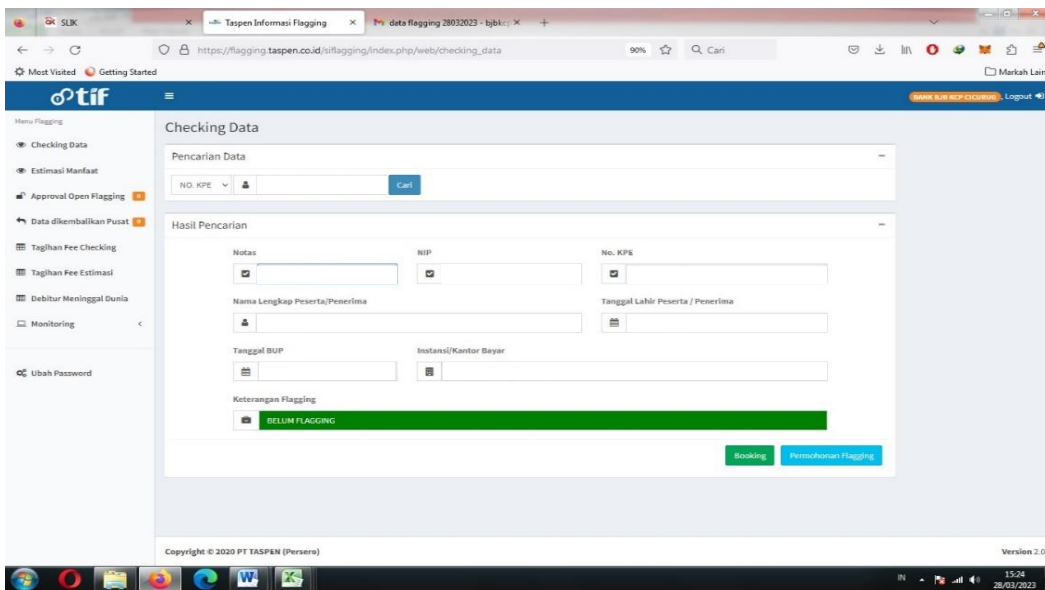 SLIK
Taspen Informasi Flagging
data flagging 28032023 - bjbkc
https://flagging.taspen.co.id/siflagging/index.php/web/checking_data
90%
Cari
Most Visited
Getting Started
Markah Lain
tif
BANK BJB KCP CICURUG, Logout
Menu Flagging
Checking Data
Estimasi Manfaat
Approval Open Flagging 0
Data dikembalikan Pusat 0
Tagihan Fee Checking
Tagihan Fee Estimasi
Debitur Meninggal Dunia
Monitoring
Ubah Password
Checking Data
Pencarian Data
NO. KPE
Cari
Hasil Pencarian
Notas NIP No. KPE
Nama Lengkap Peserta/Penerima Tanggal Lahir Peserta / Penerima
Tanggal BUP Instansi/Kantor Bayar
Keterangan Flagging
BELUM FLAGGING
Booking Permohonan Flagging
Copyright © 2020 PT TASPEN (Persero) Version 2.0
IN
15:24
28/03/2023